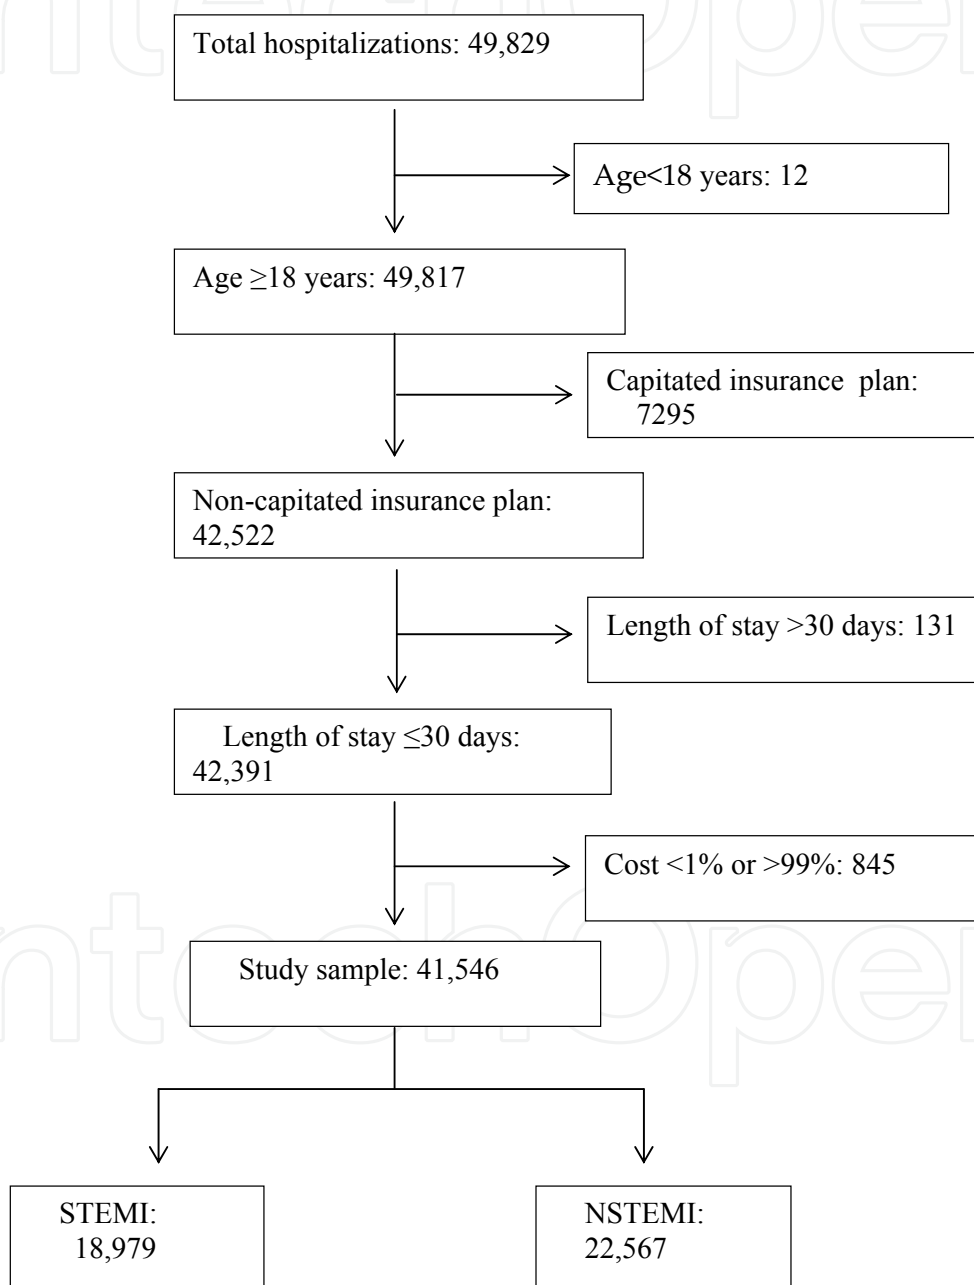 Total hospitalizations: 49,829
Age<18 years: 12
Age ≥18 years: 49,817
Capitated insurance plan:
7295
Non-capitated insurance plan:
42,522
Length of stay >30 days: 131
Length of stay ≤30 days:
42,391
Cost <1% or >99%: 845
Study sample: 41,546
STEMI:
18,979
NSTEMI:
22,567